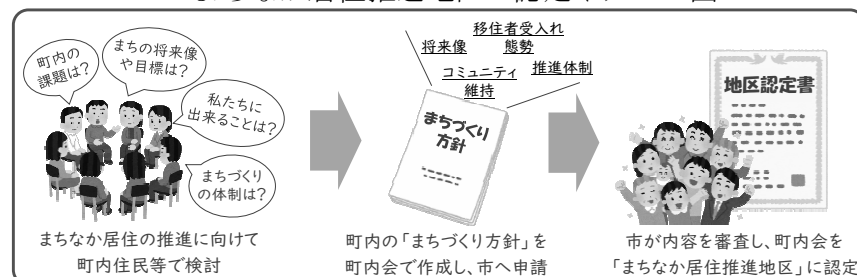 町内の
課題は?
まちの将来像
や目標は?
私たちに
出来ることは?
まちづくり
の体制は?
まちなか居住の推進に向けて
町内住民等で検討
移住者受入れ
態勢
将来像
コミュニティ
維持
推進体制
まちづくり
方針
町内の「まちづくり方針」を
町内会で作成し、市へ申請
地区認定書
市が内容を審査し、町内会を
「まちなか居住推進地区」に認定